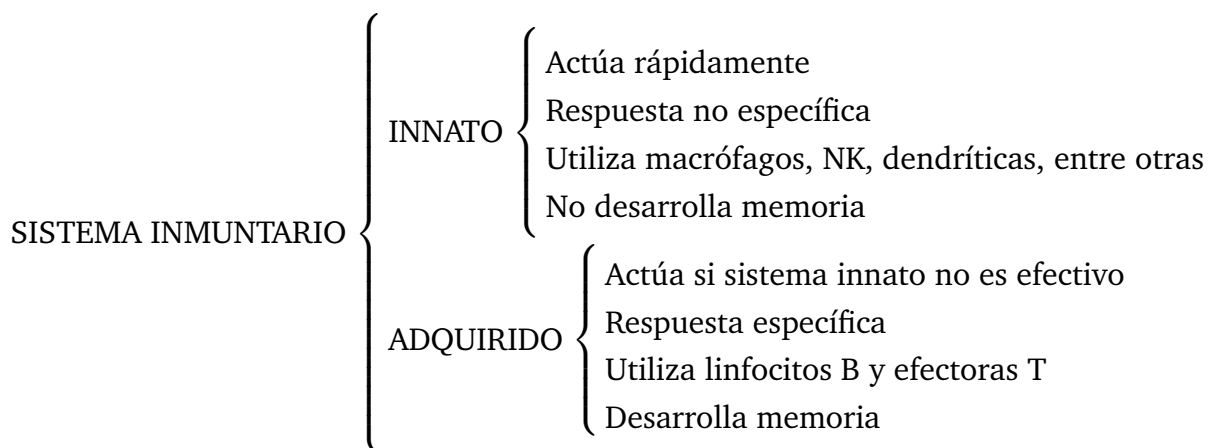 Actúa rápidamente
Respuesta no específica
INNATO
Utiliza macrófagos, NK, dendríticas, entre otras
No desarrolla memoria
SISTEMA INMUNTARIO
Actúa si sistema innato no es efectivo
Respuesta específica
ADQUIRIDO
Utiliza linfocitos B y efectoras T
Desarrolla memoria